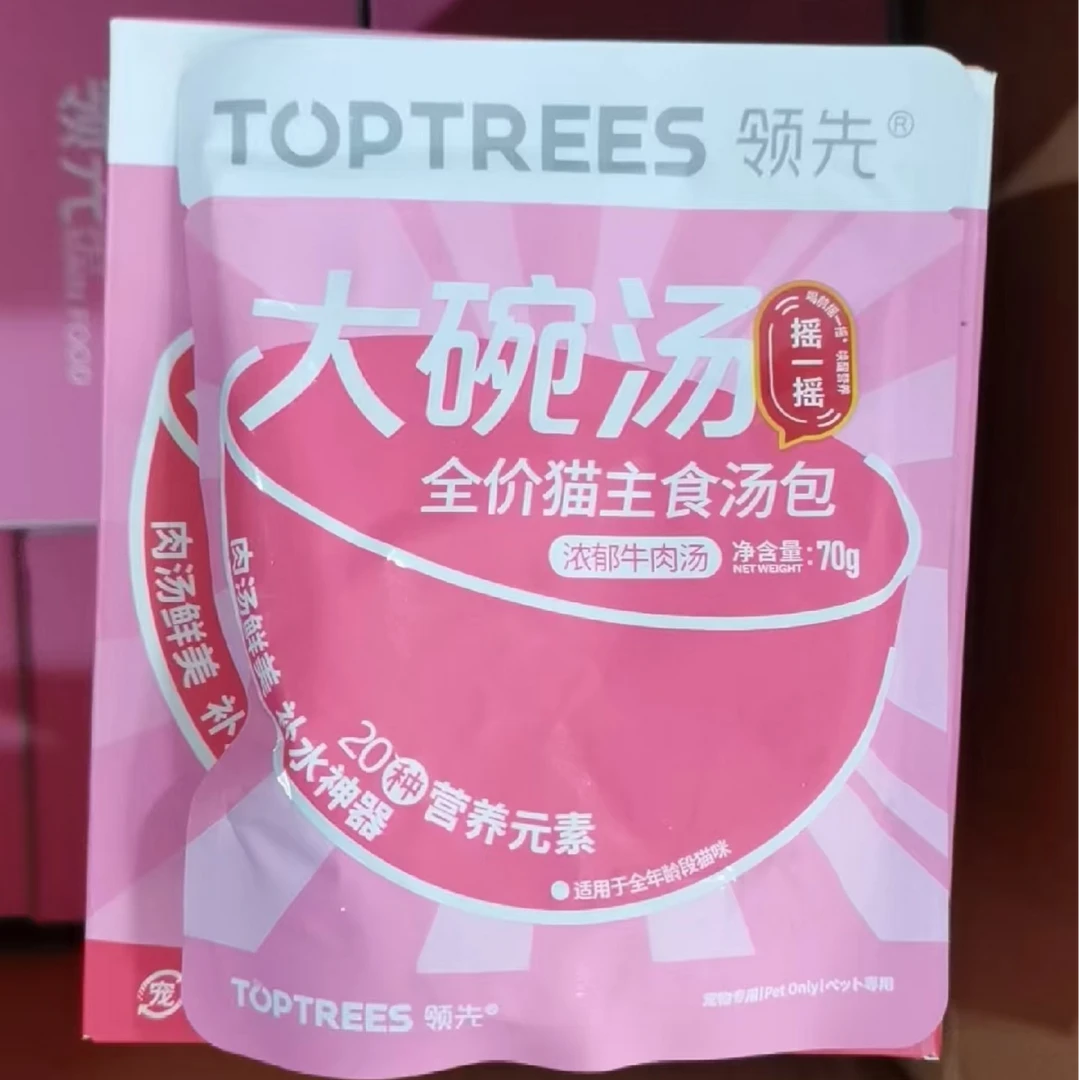 TOPTREES 领先®
大碗汤
摇一摇
全价猫主食汤包
浓郁牛肉汤
净含量:70g
NET WEIGHT
肉汤鲜美 补水神器
20种营养元素
适用于全年龄段猫咪
TOPTREES 领先®
宠物专用|Pet Only|ペット専用
肉汤鲜美 补
宠
FOOD